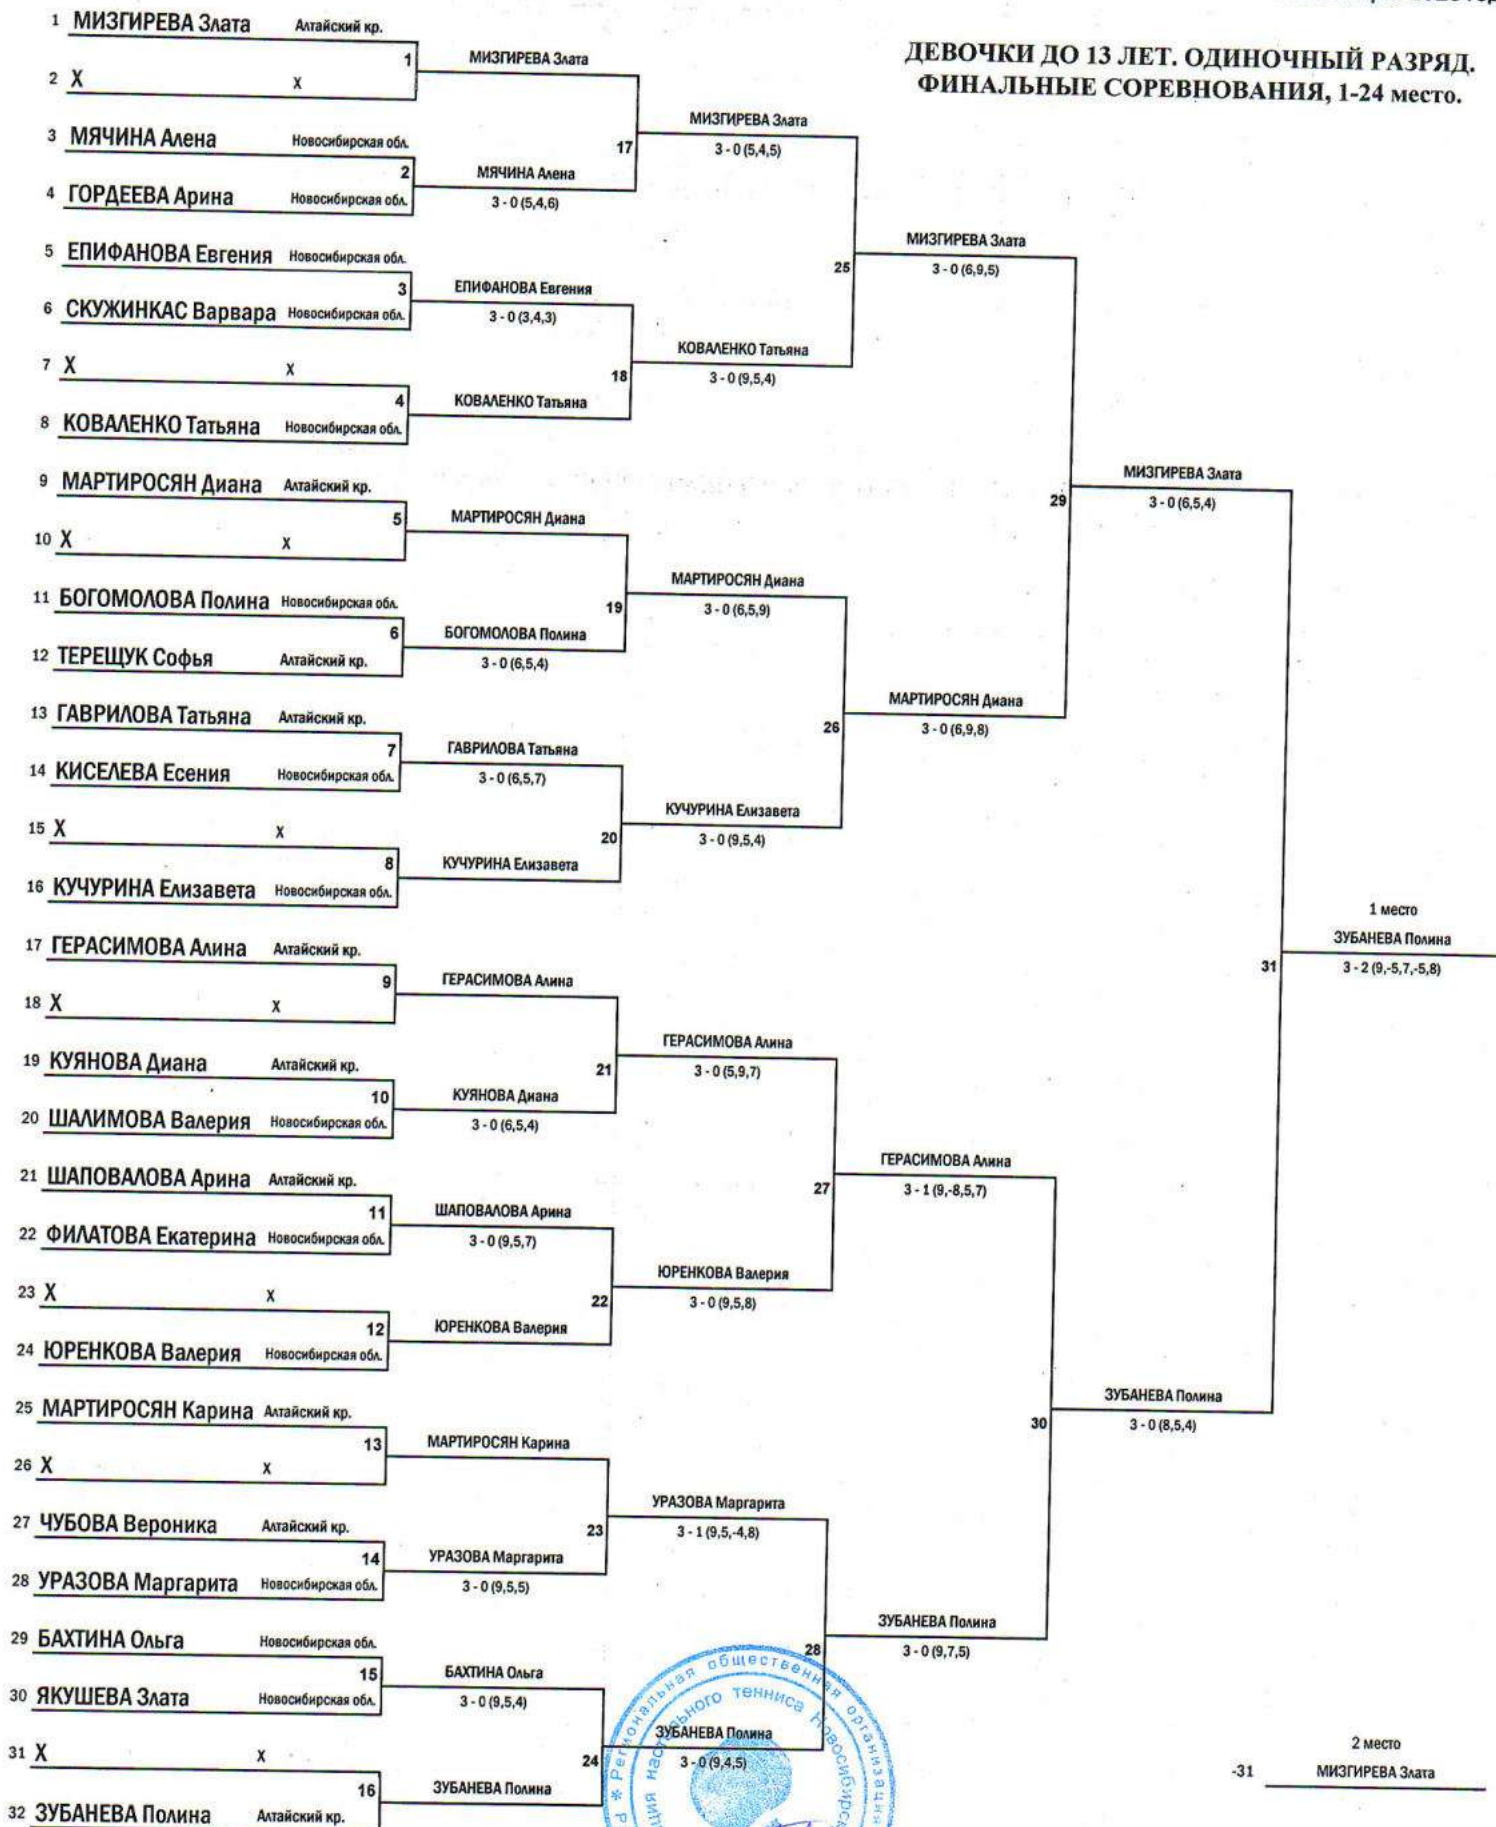 ДЕВОЧКИ ДО 13 ЛЕТ. ОДИНОЧНЫЙ РАЗРЯД.
ФИНАЛЬНЫЕ СОРЕВНОВАНИЯ, 1-24 место.
1 МИЗГИРЕВА Злата Алтайский кр.
1
2 X X
3 МЯЧИНА Алена Новосибирская обл.
2
4 ГОРДЕЕВА Арина Новосибирская обл.
5 ЕПИФАНОВА Евгения Новосибирская обл.
3
6 СКУЖИНКАС Варвара Новосибирская обл.
7 X X
4
8 КОВАЛЕНКО Татьяна Новосибирская обл.
9 МАРТИРОСЯН Диана Алтайский кр.
5
10 X X
11 БОГОМОЛОВА Полина Новосибирская обл.
6
12 ТЕРЕЩУК Софья Алтайский кр.
13 ГАВРИЛОВА Татьяна Алтайский кр.
7
14 КИСЕЛЕВА Есения Новосибирская обл.
15 X X
8
16 КУЧУРИНА Елизавета Новосибирская обл.
17 ГЕРАСИМОВА Алина Алтайский кр.
9
18 X X
19 КУЯНОВА Диана Алтайский кр.
10
20 ШАЛИМОВА Валерия Новосибирская обл.
21 ШАПОВАЛОВА Арина Алтайский кр.
11
22 ФИЛАТОВА Екатерина Новосибирская обл.
23 X X
12
24 ЮРЕНКОВА Валерия Новосибирская обл.
25 МАРТИРОСЯН Карина Алтайский кр.
13
26 X X
27 ЧУБОВА Вероника Алтайский кр.
14
28 УРАЗОВА Маргарита Новосибирская обл.
29 БАХТИНА Ольга Новосибирская обл.
15
30 ЯКУШЕВА Злата Новосибирская обл.
31 X X
16
32 ЗУБАНЕВА Полина Алтайский кр.
МИЗГИРЕВА Злата
17
МЯЧИНА Алена
3 - 0 (5,4,6)
ЕПИФАНОВА Евгения
3 - 0 (3,4,3)
18
КОВАЛЕНКО Татьяна
МАРТИРОСЯН Диана
19
БОГОМОЛОВА Полина
3 - 0 (6,5,4)
ГАВРИЛОВА Татьяна
3 - 0 (6,5,7)
20
КУЧУРИНА Елизавета
ГЕРАСИМОВА Алина
21
КУЯНОВА Диана
3 - 0 (6,5,4)
ШАПОВАЛОВА Арина
3 - 0 (9,5,7)
22
ЮРЕНКОВА Валерия
МАРТИРОСЯН Карина
23
УРАЗОВА Маргарита
3 - 0 (9,5,5)
БАХТИНА Ольга
3 - 0 (9,5,4)
24
ЗУБАНЕВА Полина
МИЗГИРЕВА Злата
3 - 0 (5,4,5)
25
КОВАЛЕНКО Татьяна
3 - 0 (9,5,4)
МАРТИРОСЯН Диана
3 - 0 (6,5,9)
26
КУЧУРИНА Елизавета
3 - 0 (9,5,4)
ГЕРАСИМОВА Алина
3 - 0 (5,9,7)
27
ЮРЕНКОВА Валерия
3 - 0 (9,5,8)
УРАЗОВА Маргарита
3 - 1 (9,5,-4,8)
28
ЗУБАНЕВА Полина
3 - 0 (9,4,5)
МИЗГИРЕВА Злата
3 - 0 (6,9,5)
29
МАРТИРОСЯН Диана
3 - 0 (6,9,8)
ГЕРАСИМОВА Алина
3 - 1 (9,-8,5,7)
30
ЗУБАНЕВА Полина
3 - 0 (9,7,5)
МИЗГИРЕВА Злата
3 - 0 (6,5,4)
31
ЗУБАНЕВА Полина
3 - 0 (8,5,4)
1 место
ЗУБАНЕВА Полина
3 - 2 (9,-5,7,-5,8)
2 место
-31 МИЗГИРЕВА Злата
Региональная общественная организация
настольного тенниса